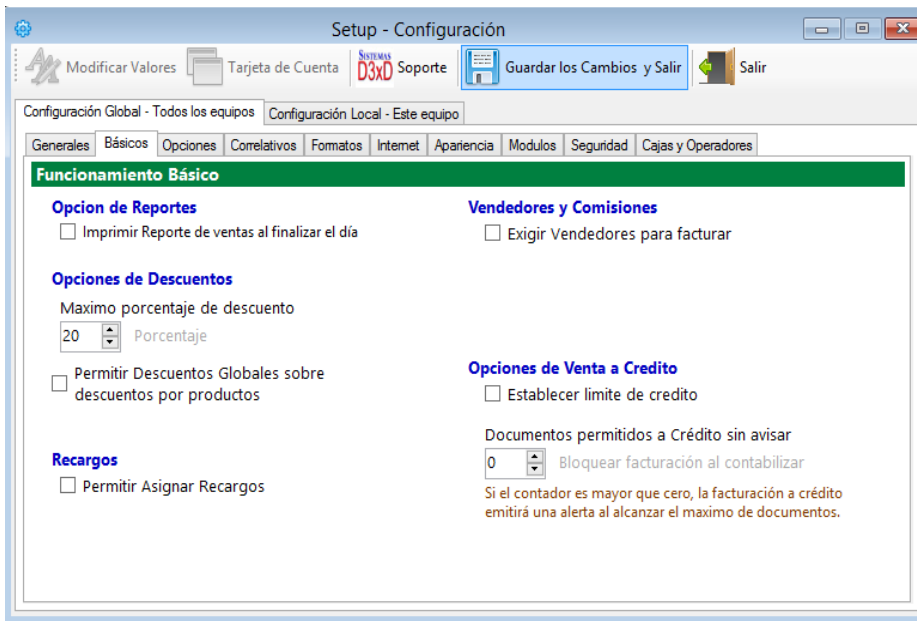 Setup - Configuración
Modificar Valores
Tarjeta de Cuenta
SISTEMAS
D3xD
Soporte
Guardar los Cambios y Salir
Salir
Configuración Global - Todos los equipos
Configuración Local - Este equipo
Generales
Básicos
Opciones
Correlativos
Formatos
Internet
Apariencia
Modulos
Seguridad
Cajas y Operadores
Funcionamiento Básico
Opcion de Reportes
Imprimir Reporte de ventas al finalizar el día
Opciones de Descuentos
Maximo porcentaje de descuento
20
Porcentaje
Permitir Descuentos Globales sobre
descuentos por productos
Recargos
Permitir Asignar Recargos
Vendedores y Comisiones
Exigir Vendedores para facturar
Opciones de Venta a Credito
Establecer limite de credito
Documentos permitidos a Crédito sin avisar
0
Bloquear facturación al contabilizar
Si el contador es mayor que cero, la facturación a crédito
emitirá una alerta al alcanzar el maximo de documentos.